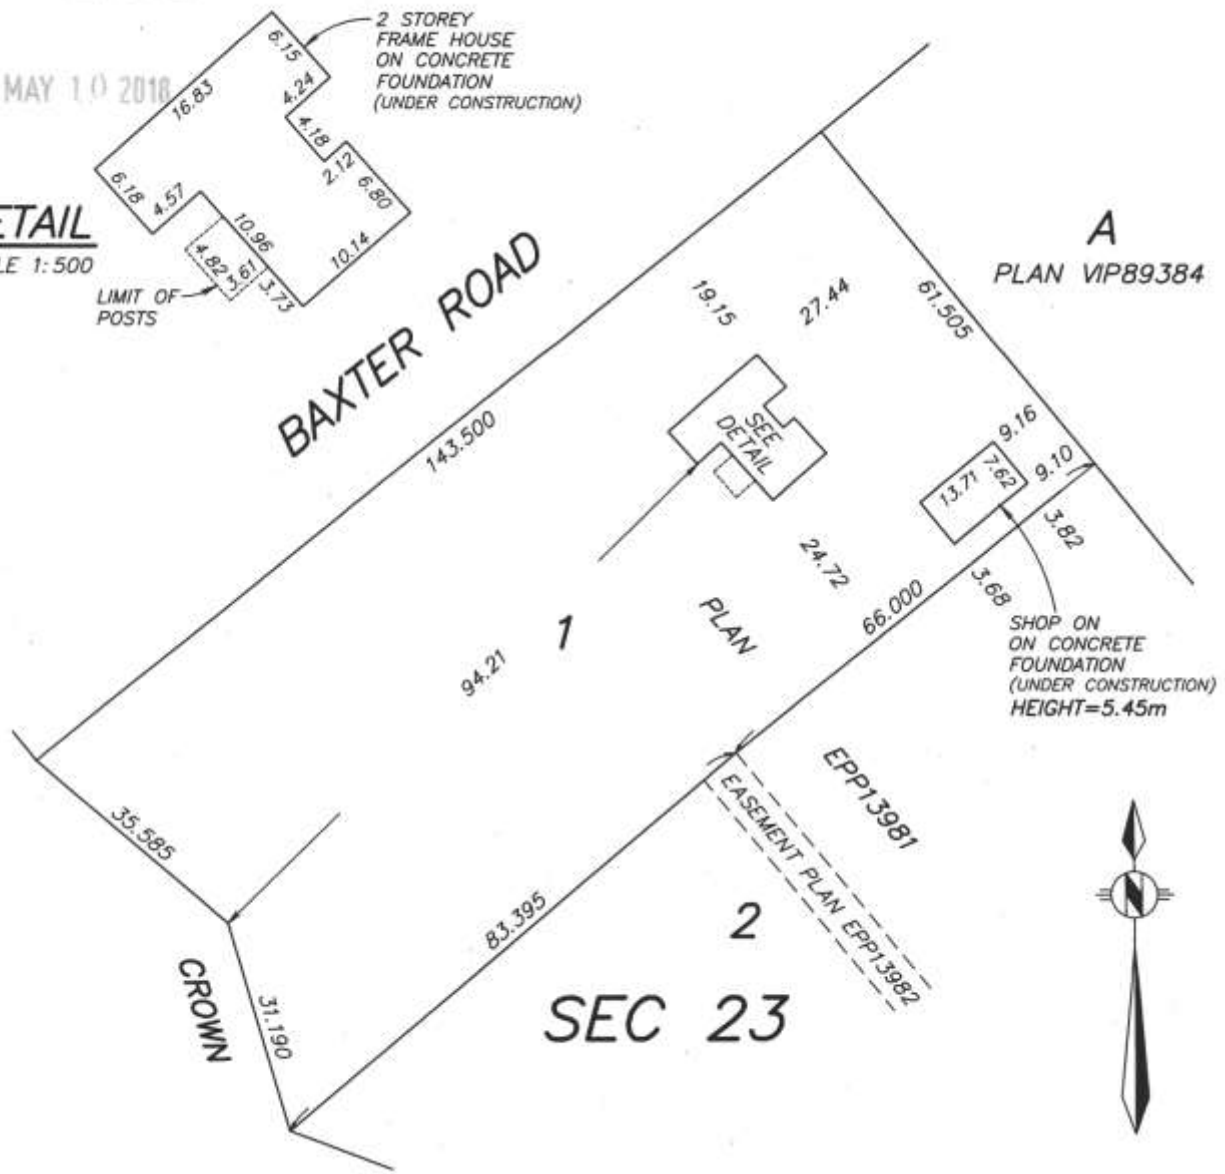 2 STOREY
FRAME HOUSE
ON CONCRETE
FOUNDATION
(UNDER CONSTRUCTION)
MAY 10 2018
6.15
16.83
4.24
4.18
2.12
6.80
6.18
4.57
10.96
10.14
4.82
3.61
3.73
ETAIL
LE 1:500
LIMIT OF
POSTS
BAXTER ROAD
143.500
A
PLAN VIP89384
61.505
19.15
27.44
SEE
DETAIL
9.16
9.10
13.71
7.62
3.82
3.68
24.72
66.000
SHOP ON
ON CONCRETE
FOUNDATION
(UNDER CONSTRUCTION)
HEIGHT=5.45m
1
PLAN
94.21
EPP13981
EASEMENT PLAN EPP13982
35.585
83.395
2
CROWN
31.190
SEC 23
N